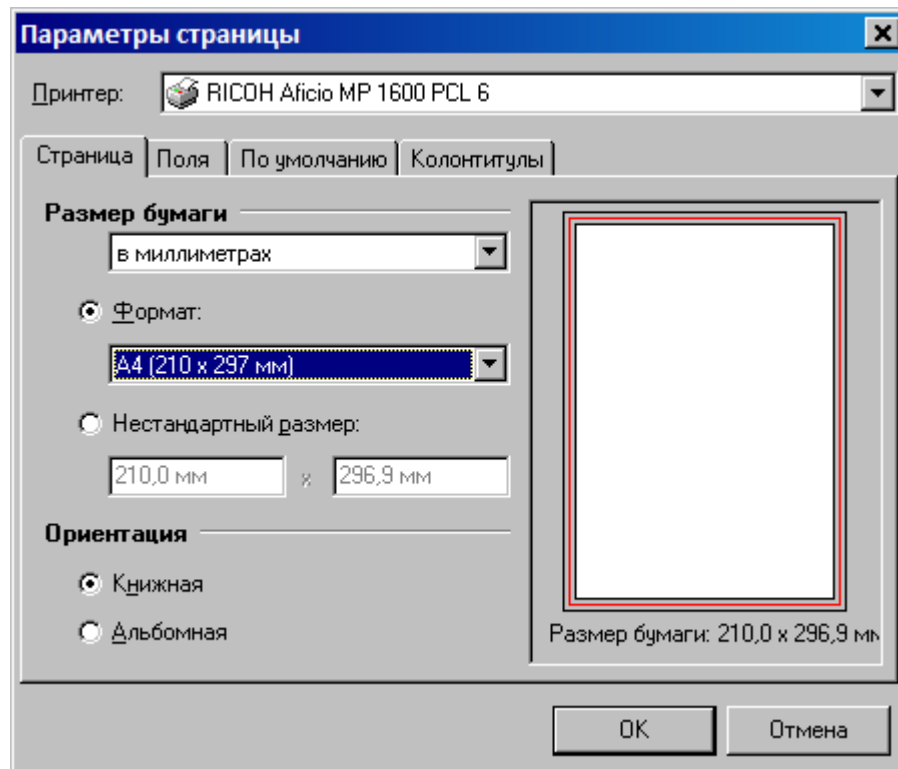 Параметры страницы
Принтер: RICOH Aficio MP 1600 PCL 6
Страница Поля По умолчанию Колонтитулы
Размер бумаги
в миллиметрах
Формат:
A4 (210 x 297 мм)
Нестандартный размер:
210,0 мм x 296,9 мм
Ориентация
Книжная
Альбомная
Размер бумаги: 210,0 x 296,9 мм
OK Отмена